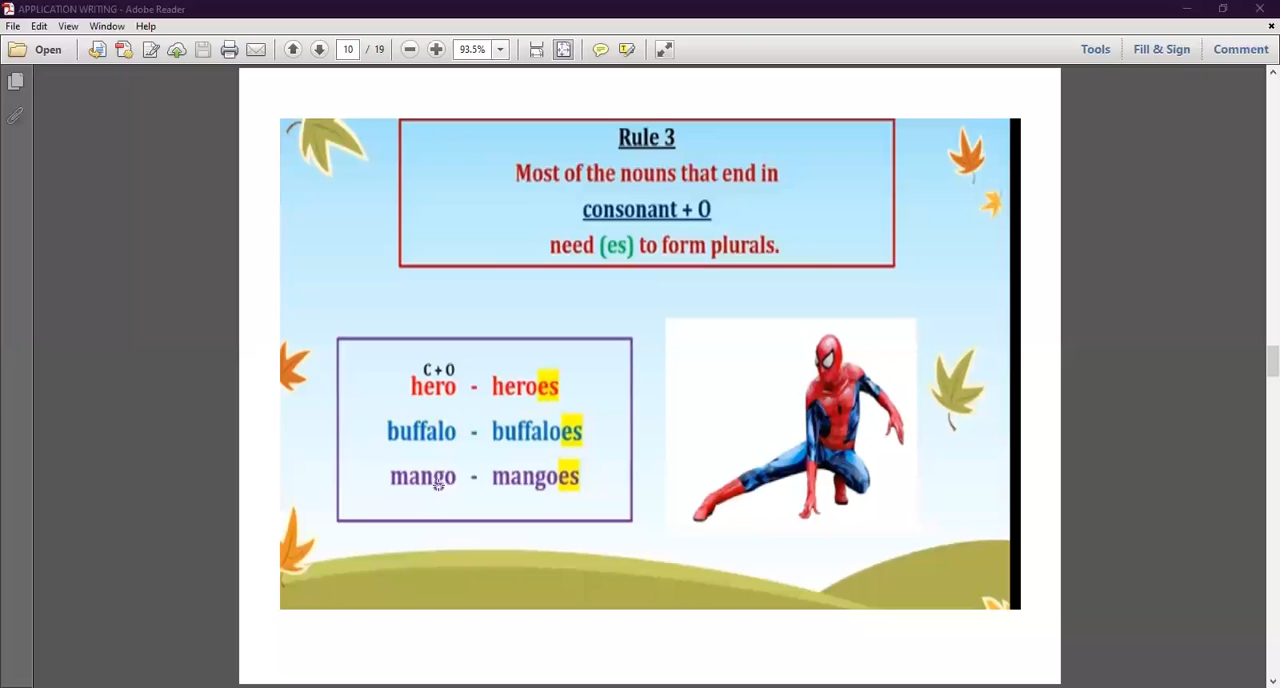 APPLICATION WRITING - Adobe Reader
File Edit View Window Help
Open 10 / 19 93.5% Tools Fill & Sign Comment
Rule 3
Most of the nouns that end in
consonant + O
need (es) to form plurals.
C + O
hero - heroes
buffalo - buffaloes
mango - mangoes